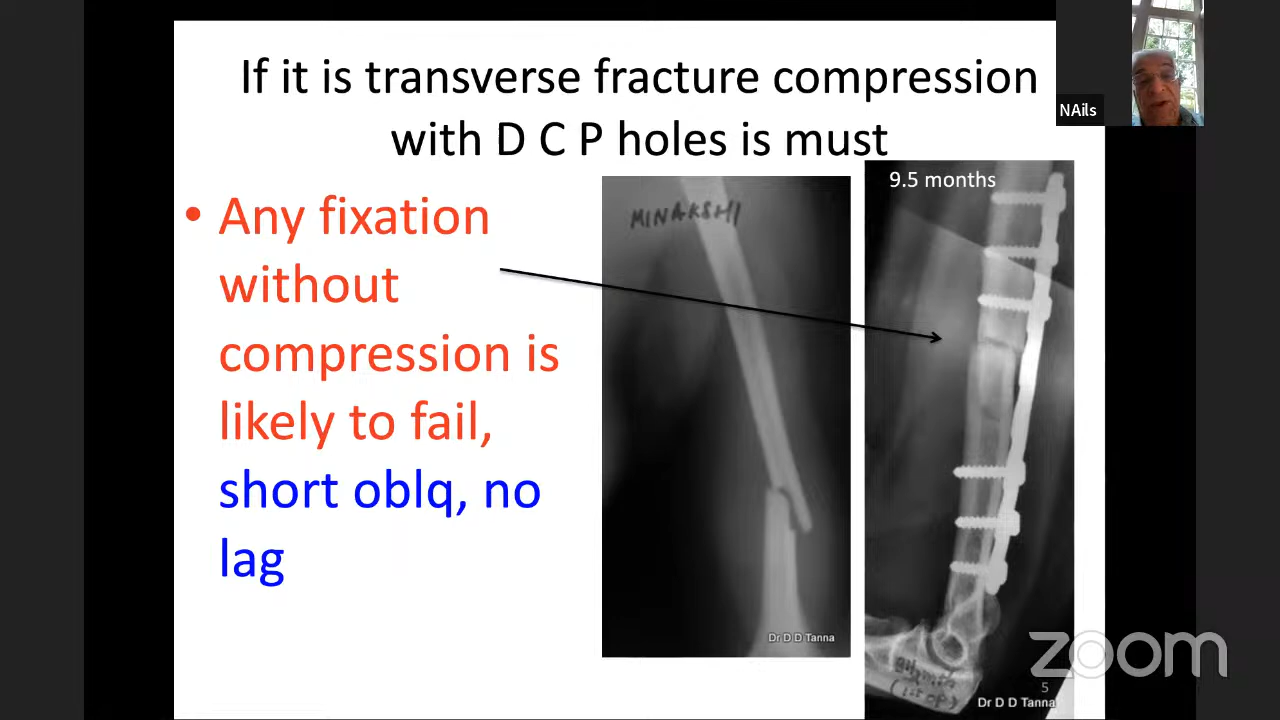 If it is transverse fracture compression
with D C P holes is must
NAils
9.5 months
• Any fixation
without
compression is
likely to fail,
short oblq, no
lag
MINAKSHI
Dr D D Tanna
zoom
5
Dr D D Tanna